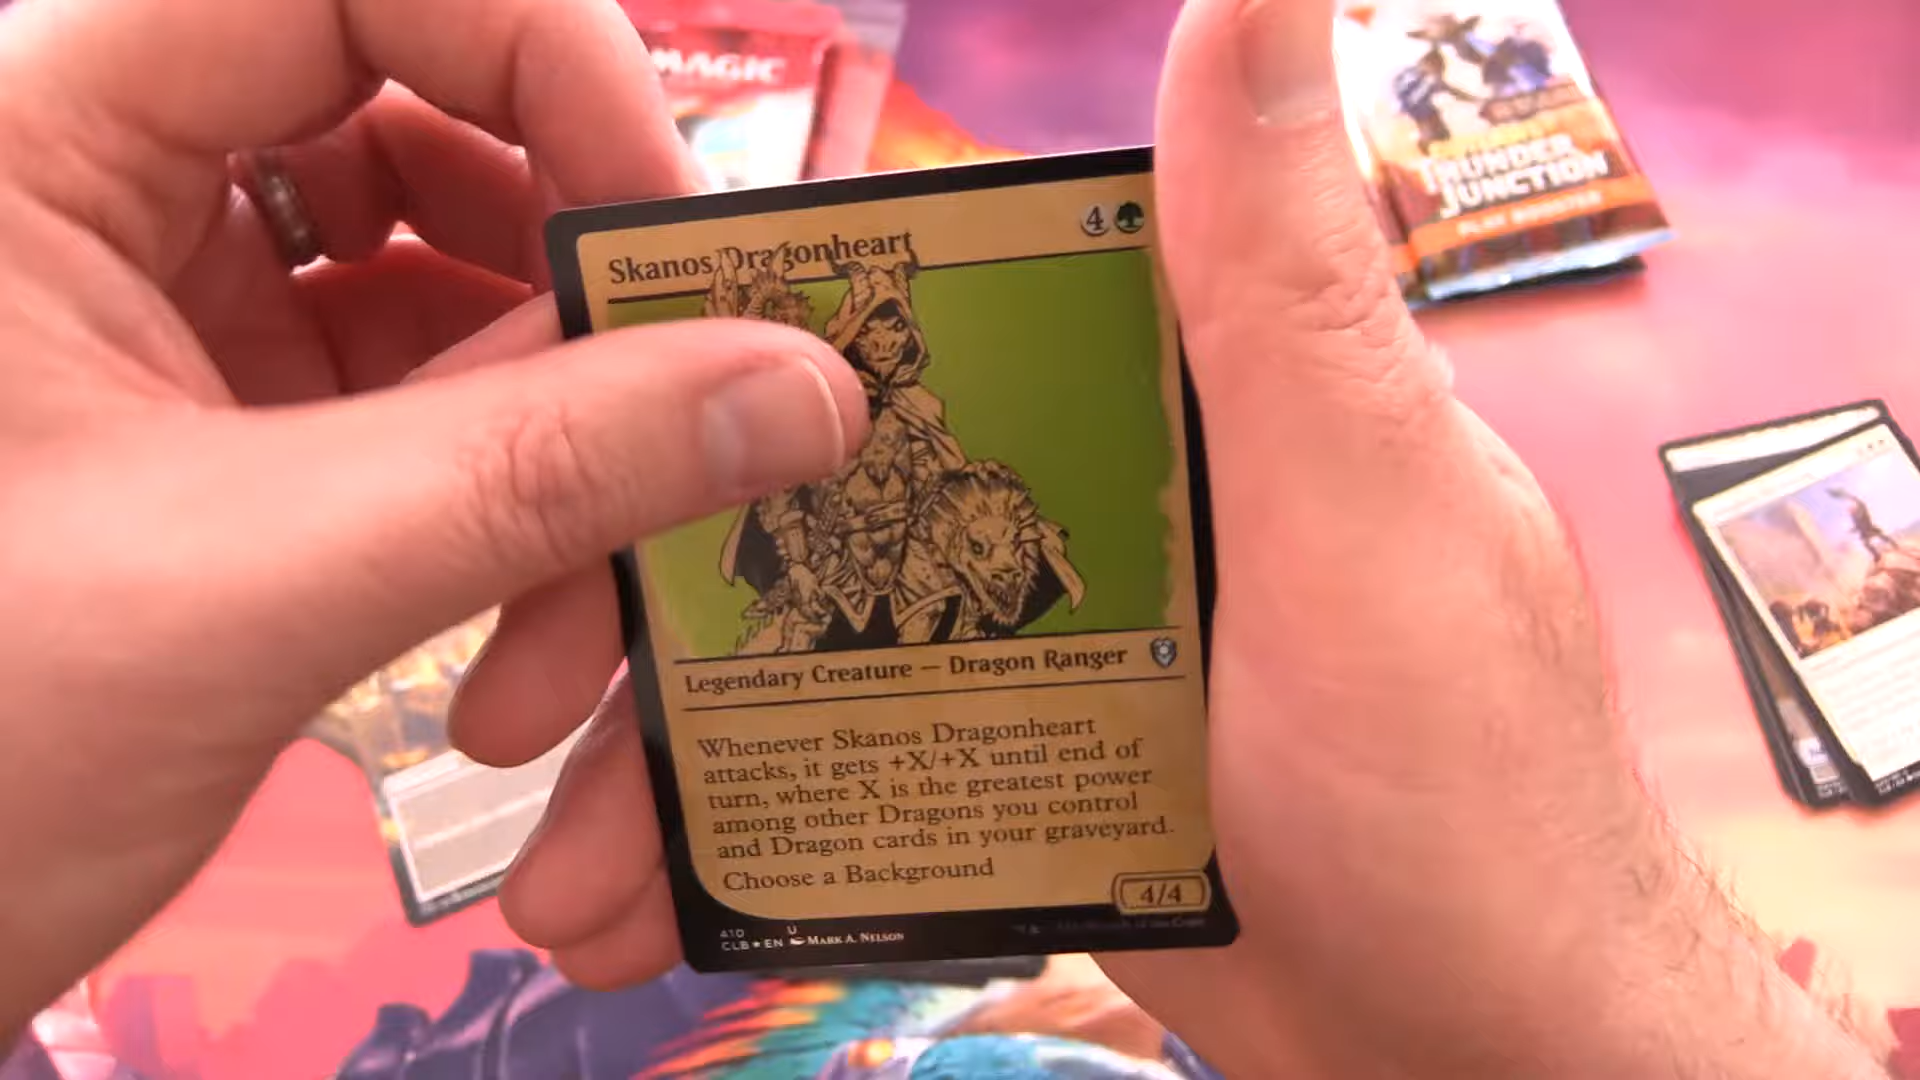 MAGIC
THUNDER
JUNCTION
PLAY BOOSTER
Skanos Dragonheart
4
Legendary Creature — Dragon Ranger
Whenever Skanos Dragonheart
attacks, it gets +X/+X until end of
turn, where X is the greatest power
among other Dragons you control
and Dragon cards in your graveyard.
Choose a Background
4/4
410 U
CLB★EN MARK A. NELSON